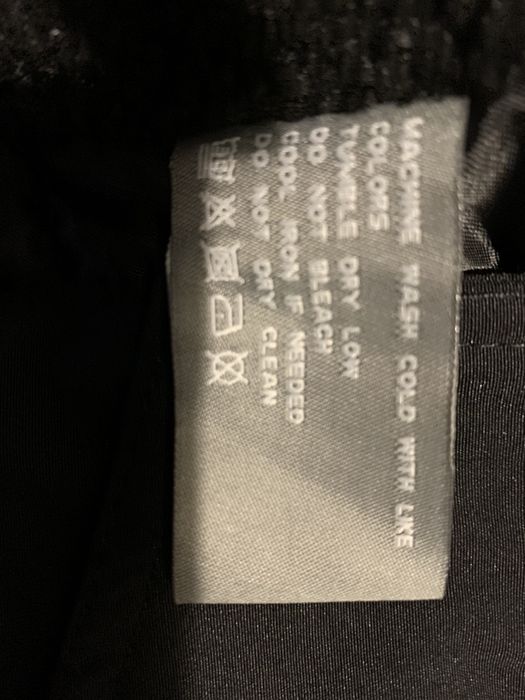 MACHINE WASH COLD WITH LIKE
COLORS
TUMBLE DRY LOW
DO NOT BLEACH
COOL IRON IF NEEDED
DO NOT DRY CLEAN